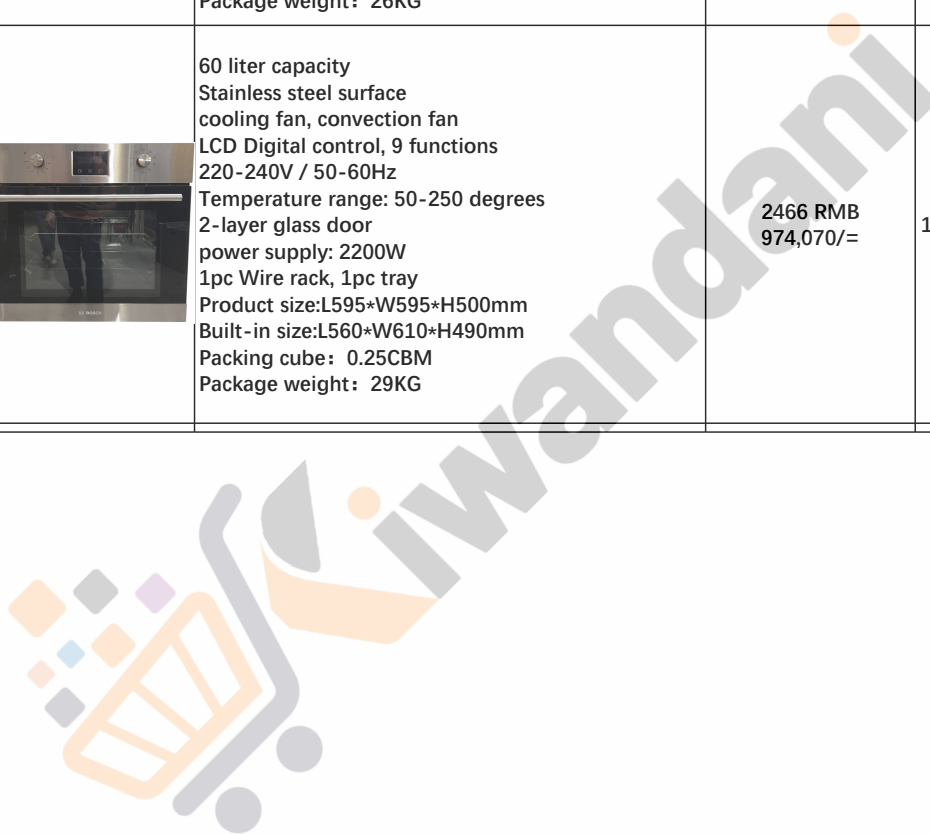 Package weight：26KG
60 liter capacity
Stainless steel surface
cooling fan, convection fan
LCD Digital control, 9 functions
220-240V / 50-60Hz
Temperature range: 50-250 degrees
2-layer glass door
power supply: 2200W
1pc Wire rack, 1pc tray
Product size:L595*W595*H500mm
Built-in size:L560*W610*H490mm
Packing cube：0.25CBM
Package weight：29KG
2466 RMB
974,070/=
1
BOSCH
Kiwandani